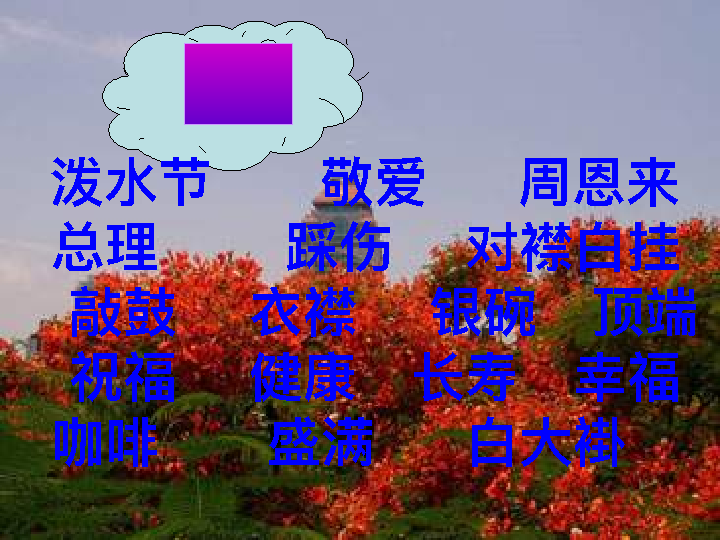 泼水节 敬爱 周恩来
总理 踩伤 对襟白挂
敲鼓 衣襟 银碗 顶端
祝福 健康 长寿 幸福
咖啡 盛满 白大褂